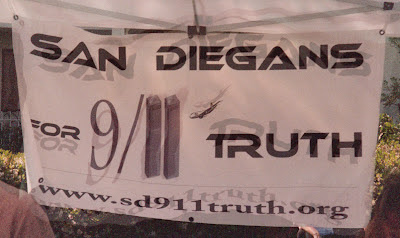 SAN DIEGANS
FOR 9/11 TRUTH
www.sd911truth.org